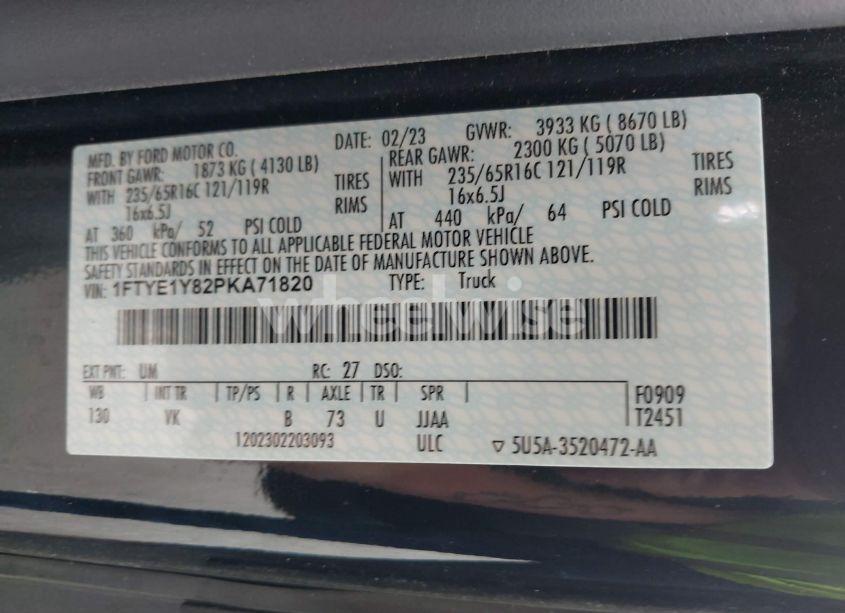 MFD. BY FORD MOTOR CO. DATE: 02/23 GVWR: 3933 KG ( 8670 LB)
FRONT GAWR: 1873 KG ( 4130 LB) REAR GAWR: 2300 KG ( 5070 LB)
WITH 235/65R16C 121/119R TIRES WITH 235/65R16C 121/119R TIRES
16x6.5J RIMS 16x6.5J RIMS
AT 360 kPa/ 52 PSI COLD AT 440 kPa/ 64 PSI COLD
THIS VEHICLE CONFORMS TO ALL APPLICABLE FEDERAL MOTOR VEHICLE
SAFETY STANDARDS IN EFFECT ON THE DATE OF MANUFACTURE SHOWN ABOVE.
VIN: 1FTYE1Y82PKA71820 TYPE: Truck
wheelwise
EXT PNT: UM RC: 27 DSO:
WB INT TR TP/PS R AXLE TR SPR F0909
130 VK B 73 U JJAA T2451
1202302203093 ULC ▽ 5U5A-3520472-AA